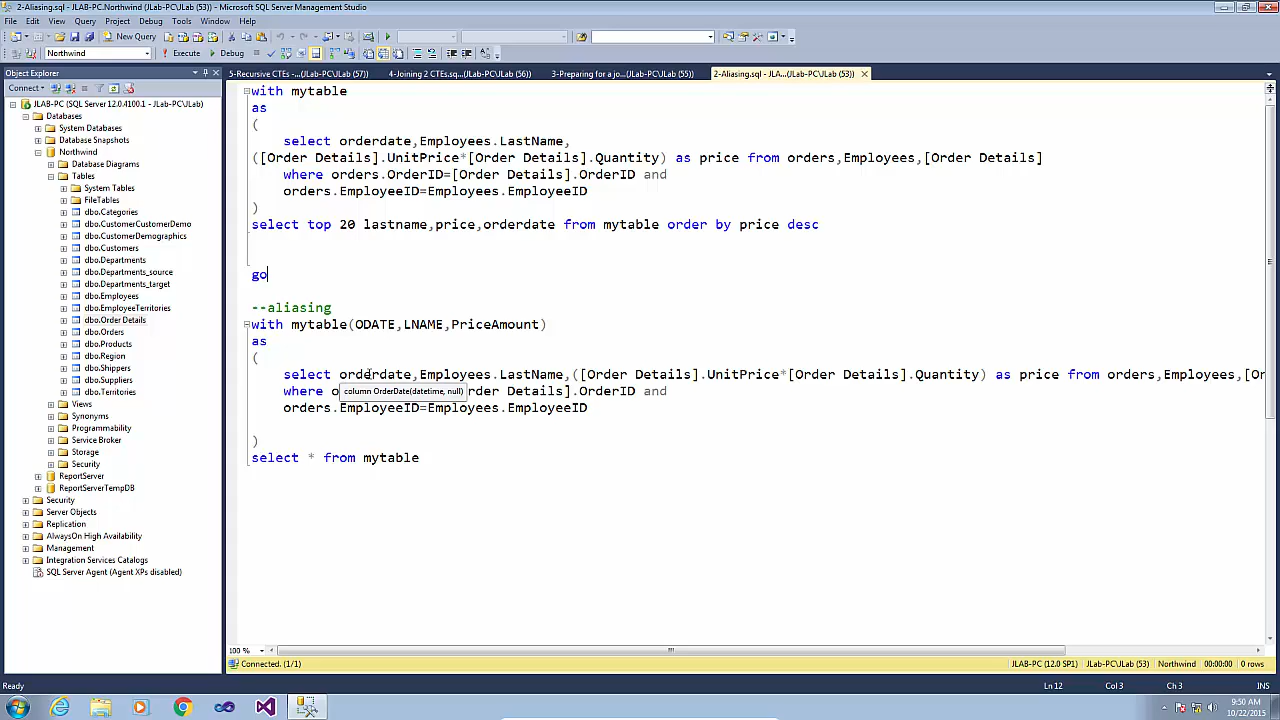 2-Aliasing.sql - JLab-PC.Northwind (JLab-PC\JLab (53)) - Microsoft SQL Server Management Studio
File Edit View Query Project Debug Tools Window Help
New Query
Northwind Execute Debug
Object Explorer
Connect
JLAB-PC (SQL Server 12.0.4100.1 - JLab-PC\JLab)
Databases
System Databases
Database Snapshots
Northwind
Database Diagrams
Tables
System Tables
FileTables
dbo.Categories
dbo.CustomerCustomerDemo
dbo.CustomerDemographics
dbo.Customers
dbo.Departments
dbo.Departments_source
dbo.Departments_target
dbo.Employees
dbo.EmployeeTerritories
dbo.Order Details
dbo.Orders
dbo.Products
dbo.Region
dbo.Shippers
dbo.Suppliers
dbo.Territories
Views
Synonyms
Programmability
Service Broker
Storage
Security
ReportServer
ReportServerTempDB
Security
Server Objects
Replication
AlwaysOn High Availability
Management
Integration Services Catalogs
SQL Server Agent (Agent XPs disabled)
5-Recursive CTEs -...(JLab-PC\JLab (57)) 4-Joining 2 CTEs.sq...(JLab-PC\JLab (56)) 3-Preparing for a jo...(JLab-PC\JLab (55)) 2-Aliasing.sql - JLA...(JLab-PC\JLab (53))
with mytable
as
(
select orderdate,Employees.LastName,
([Order Details].UnitPrice*[Order Details].Quantity) as price from orders,Employees,[Order Details]
where orders.OrderID=[Order Details].OrderID and
orders.EmployeeID=Employees.EmployeeID
)
select top 20 lastname,price,orderdate from mytable order by price desc
go
--aliasing
with mytable(ODATE,LNAME,PriceAmount)
as
(
select orderdate,Employees.LastName,([Order Details].UnitPrice*[Order Details].Quantity) as price from orders,Employees,[Or
where o rder Details].OrderID and
column OrderDate(datetime, null)
orders.EmployeeID=Employees.EmployeeID
)
select * from mytable
100 %
Connected. (1/1) JLAB-PC (12.0 SP1) JLab-PC\JLab (53) Northwind 00:00:00 0 rows
Ready Ln 12 Col 3 Ch 3 INS
9:50 AM
10/22/2015